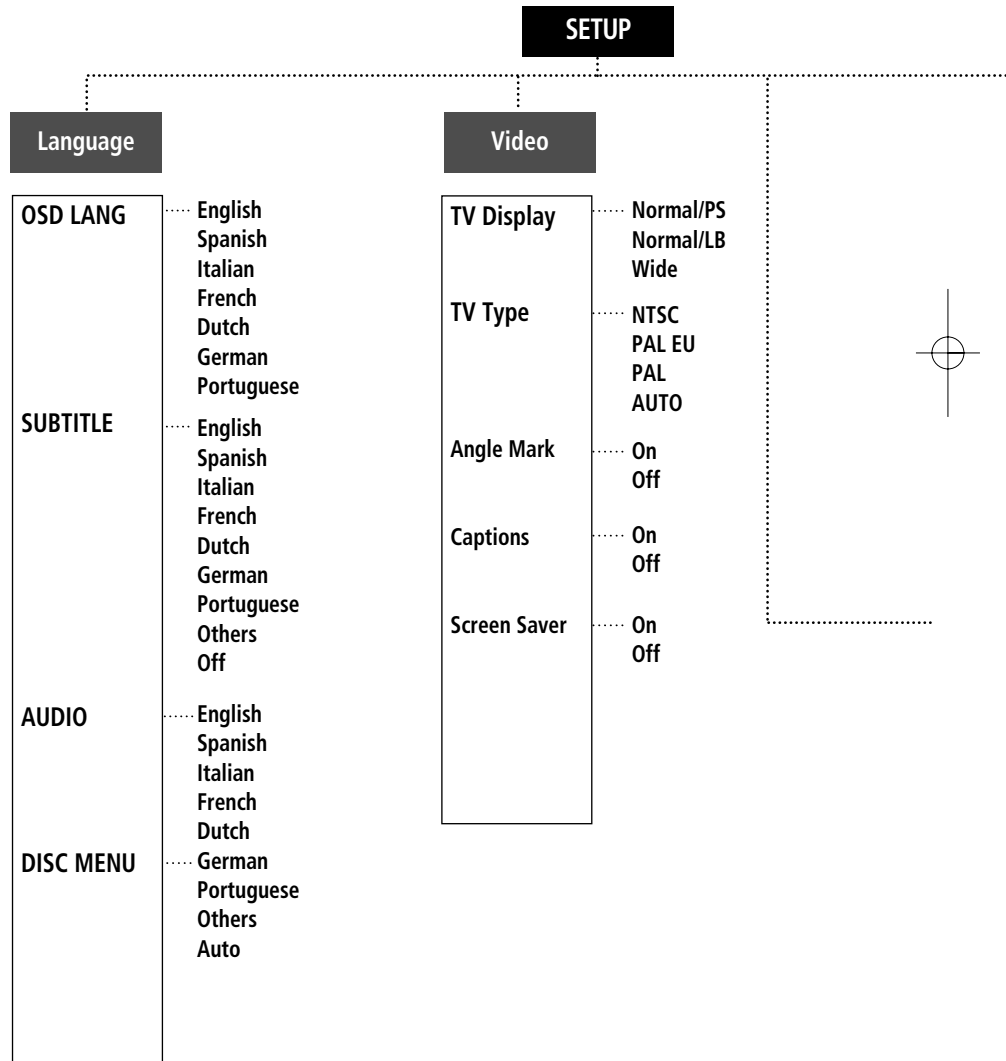 SETUP
Language
OSD LANG
English
Spanish
Italian
French
Dutch
German
Portuguese
SUBTITLE
English
Spanish
Italian
French
Dutch
German
Portuguese
Others
Off
AUDIO
English
Spanish
Italian
French
Dutch
DISC MENU
German
Portuguese
Others
Auto
Video
TV Display
Normal/PS
Normal/LB
Wide
TV Type
NTSC
PAL EU
PAL
AUTO
Angle Mark
On
Off
Captions
On
Off
Screen Saver
On
Off